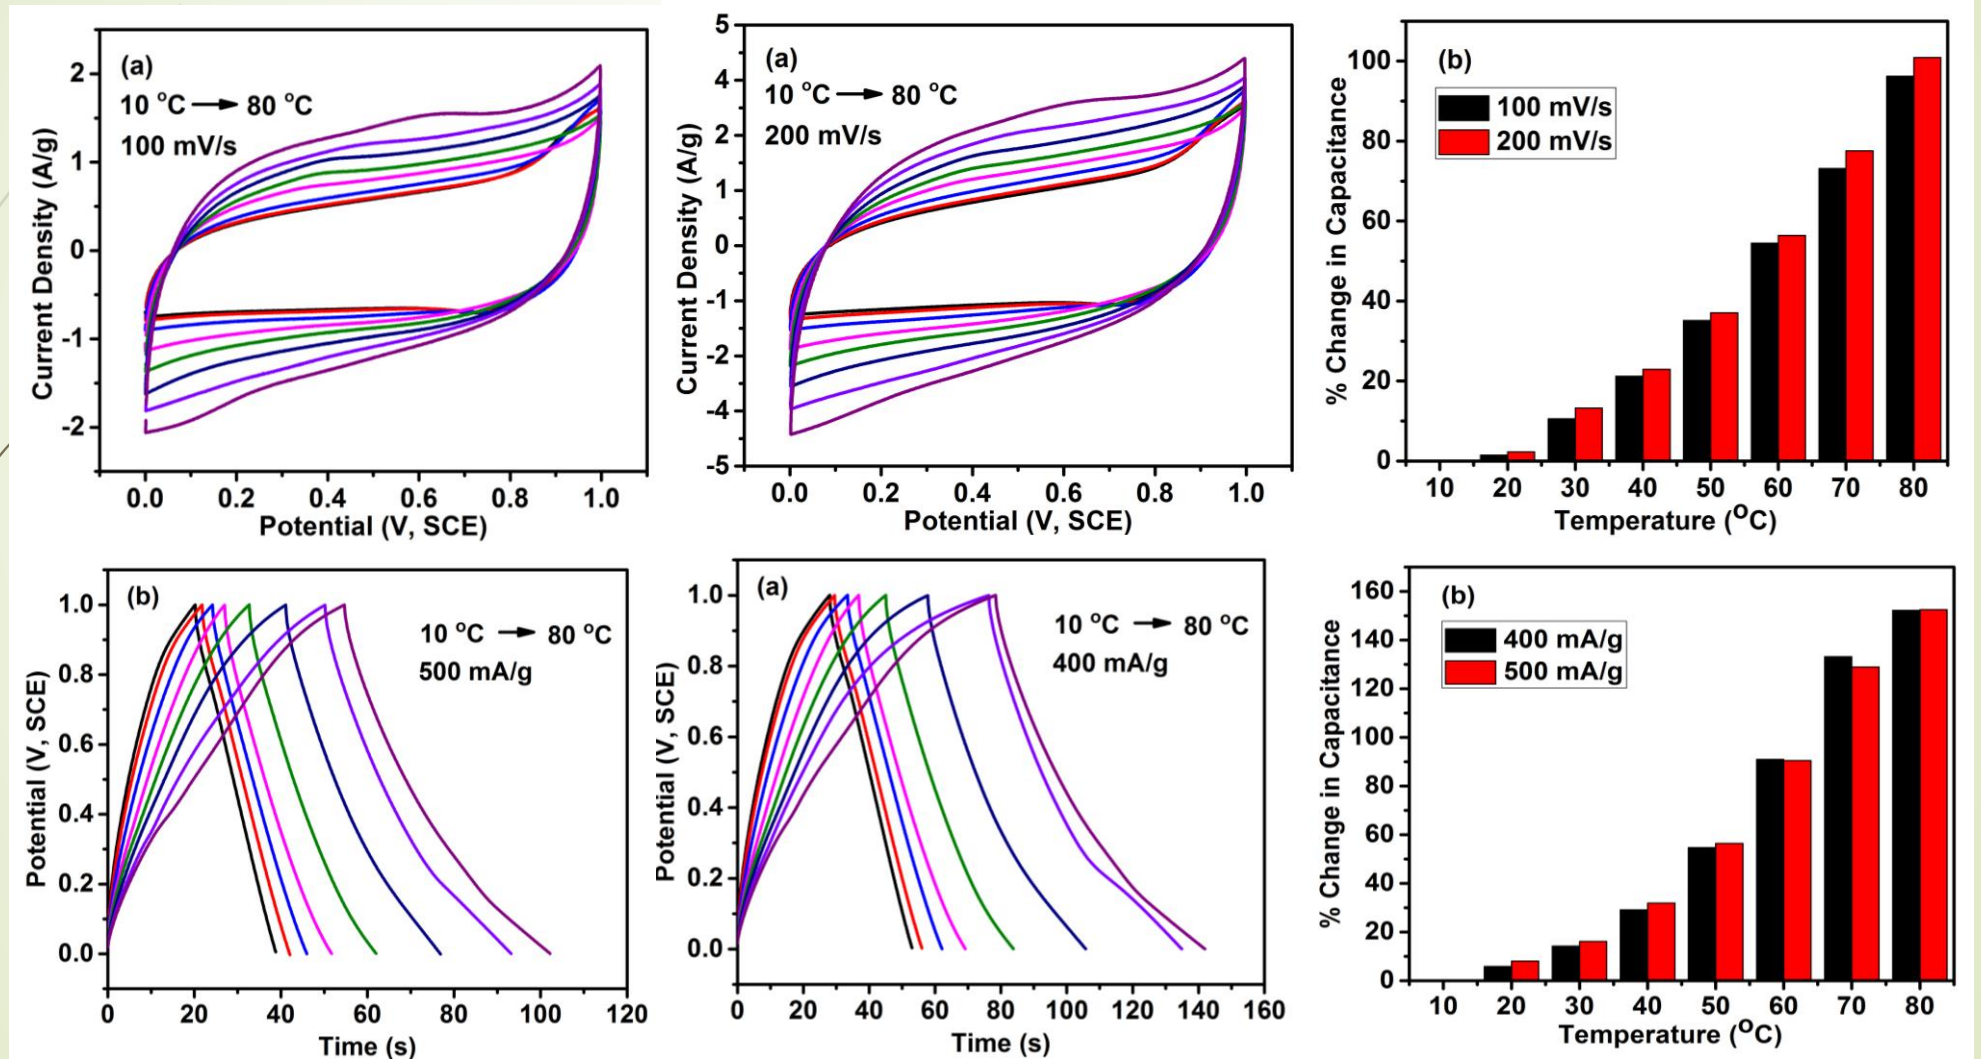 (a)
10 °C → 80 °C
100 mV/s
Current Density (A/g)
2
1
0
-1
-2
0.0 0.2 0.4 0.6 0.8 1.0
Potential (V, SCE)
(a)
10 °C → 80 °C
200 mV/s
Current Density (A/g)
5
4
2
1
0
-1
-2
-4
-5
0.0 0.2 0.4 0.6 0.8 1.0
Potential (V, SCE)
(b)
100 mV/s
200 mV/s
% Change in Capacitance
100
80
60
40
20
0
10 20 30 40 50 60 70 80
Temperature (°C)
(b)
10 °C → 80 °C
500 mA/g
Potential (V, SCE)
1.0
0.8
0.6
0.4
0.2
0.0
0 20 40 60 80 100 120
Time (s)
(a)
10 °C → 80 °C
400 mA/g
Potential (V, SCE)
1.0
0.8
0.6
0.4
0.2
0.0
0 20 40 60 80 100 120 140 160
Time (s)
(b)
400 mA/g
500 mA/g
% Change in Capacitance
160
140
120
100
80
60
40
20
0
10 20 30 40 50 60 70 80
Temperature (°C)